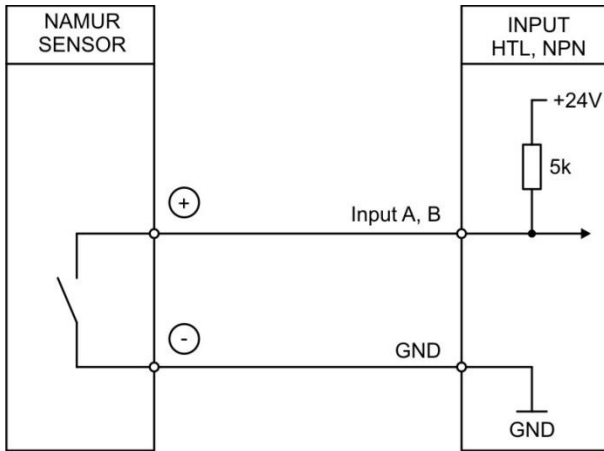 NAMUR
SENSOR
INPUT
HTL, NPN
+24V
5k
+
Input A, B
-
GND
GND